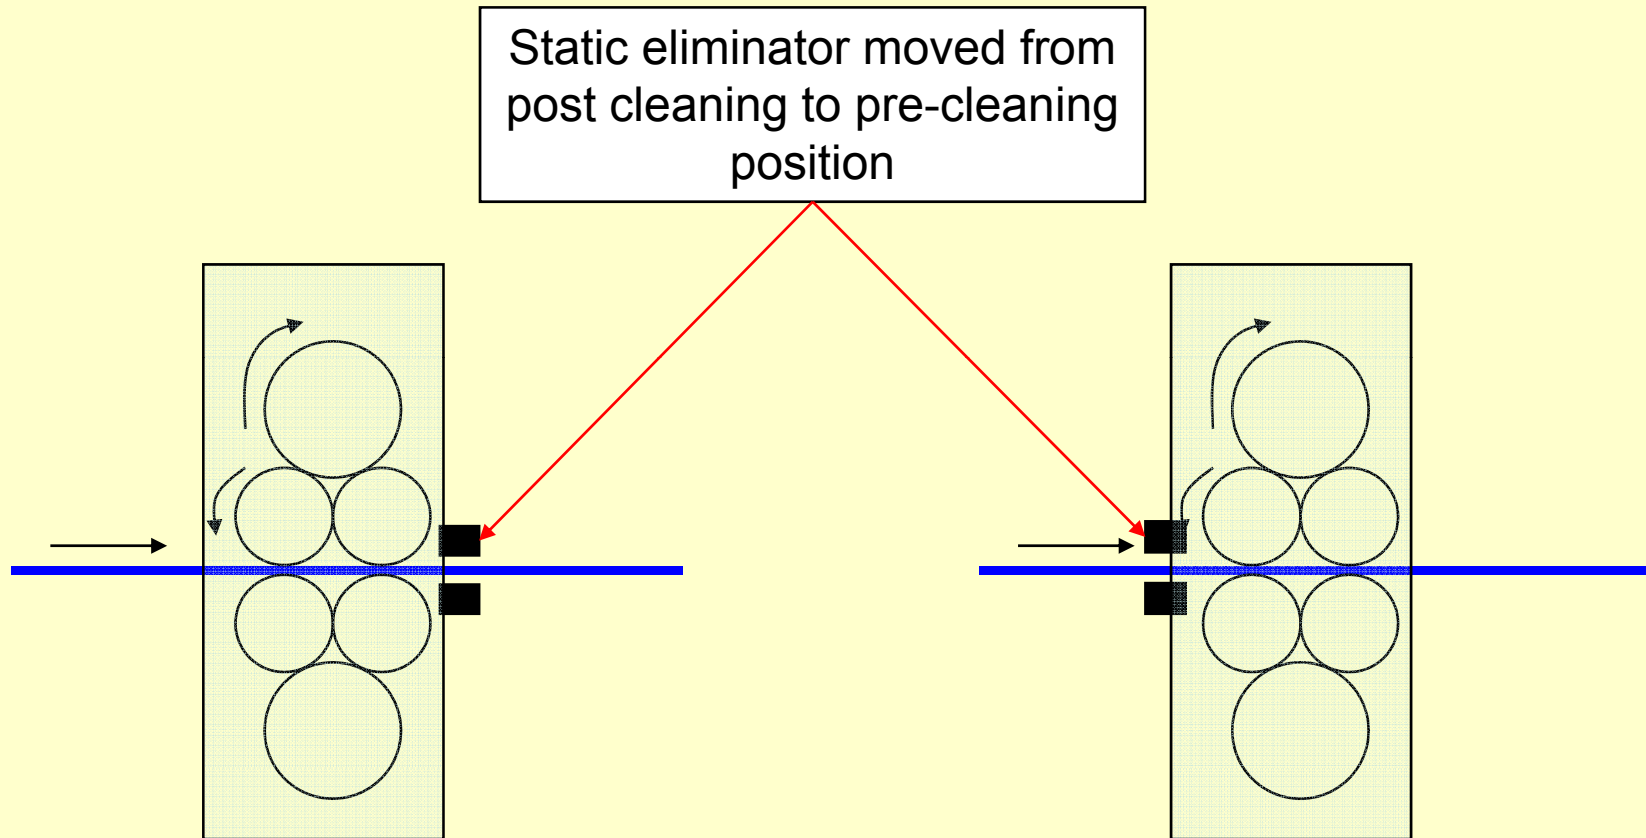 Static eliminator moved from
post cleaning to pre-cleaning
position